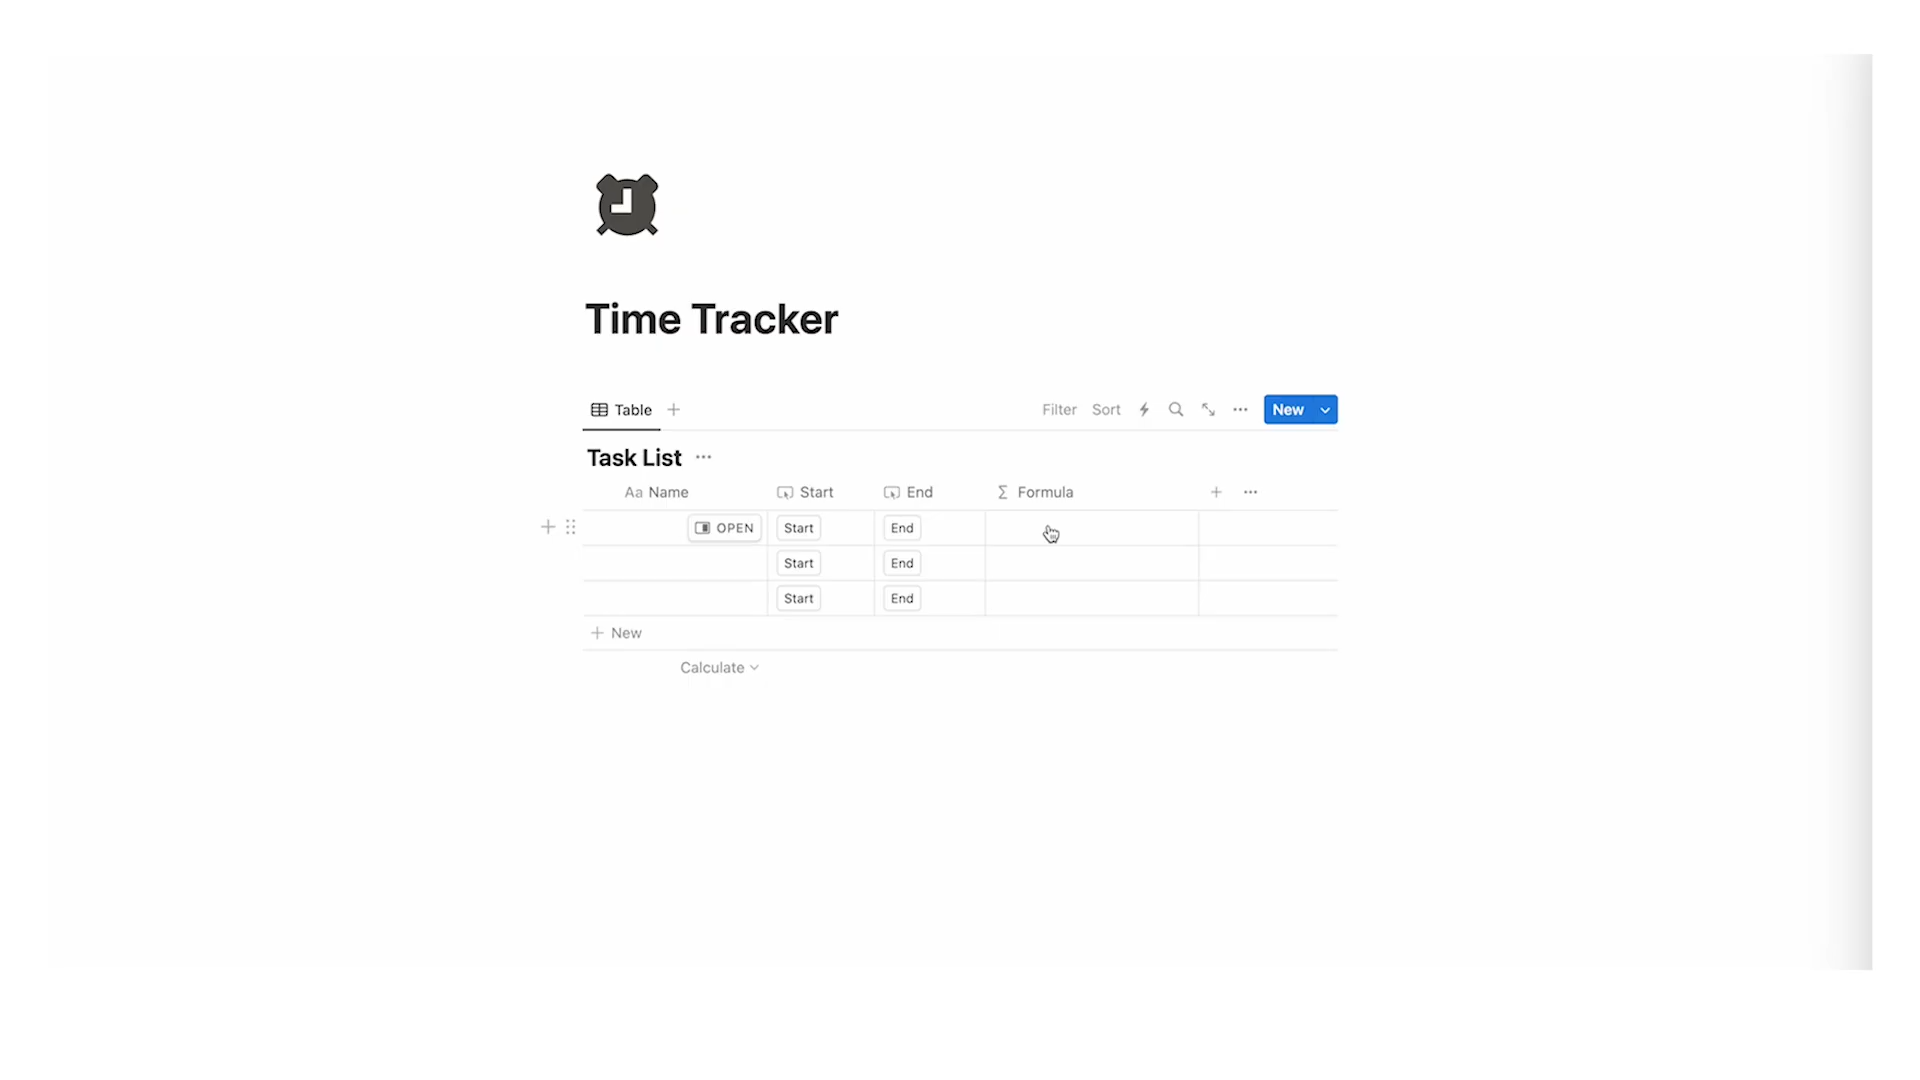 Time Tracker
Table
Filter Sort New
Task List
Aa Name Start End Formula
OPEN Start End
Start End
Start End
New
Calculate